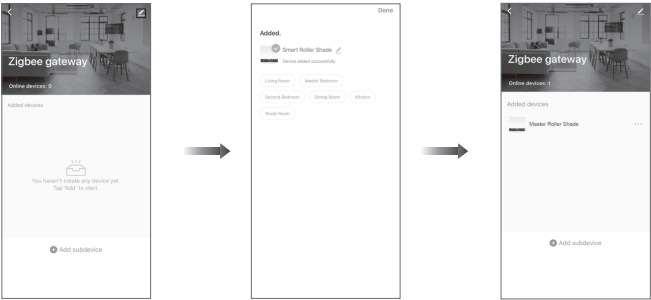 Zigbee gateway
Online devices: 0
Added devices
You haven't create any device yet.
Tap 'Add' to start.
Add subdevice
Done
Added.
Smart Roller Shade
Device added successfully
Living Room
Master Bedroom
Second Bedroom
Dining Room
Kitchen
Study Room
Zigbee gateway
Online devices: 1
Added devices
Master Roller Shade
Add subdevice